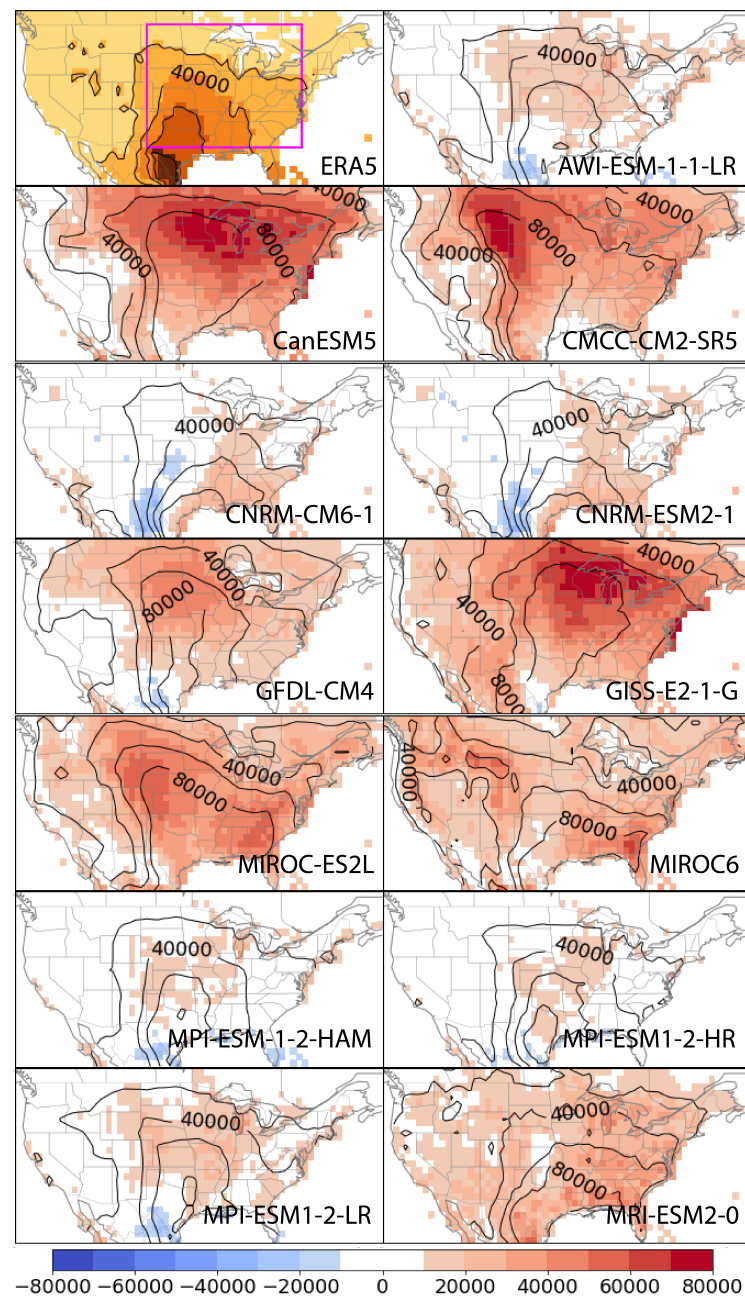 40000
ERA5
40000
AWI-ESM-1-1-LR
40000
40000
80000
CanESM5
40000
40000
80000
CMCC-CM2-SR5
40000
CNRM-CM6-1
40000
CNRM-ESM2-1
40000
80000
GFDL-CM4
40000
40000
8000
GISS-E2-1-G
40000
80000
MIROC-ES2L
40000
40000
80000
MIROC6
40000
MPI-ESM-1-2-HAM
40000
MPI-ESM1-2-HR
40000
MPI-ESM1-2-LR
40000
80000
MRI-ESM2-0
−80000 −60000 −40000 −20000 0 20000 40000 60000 80000